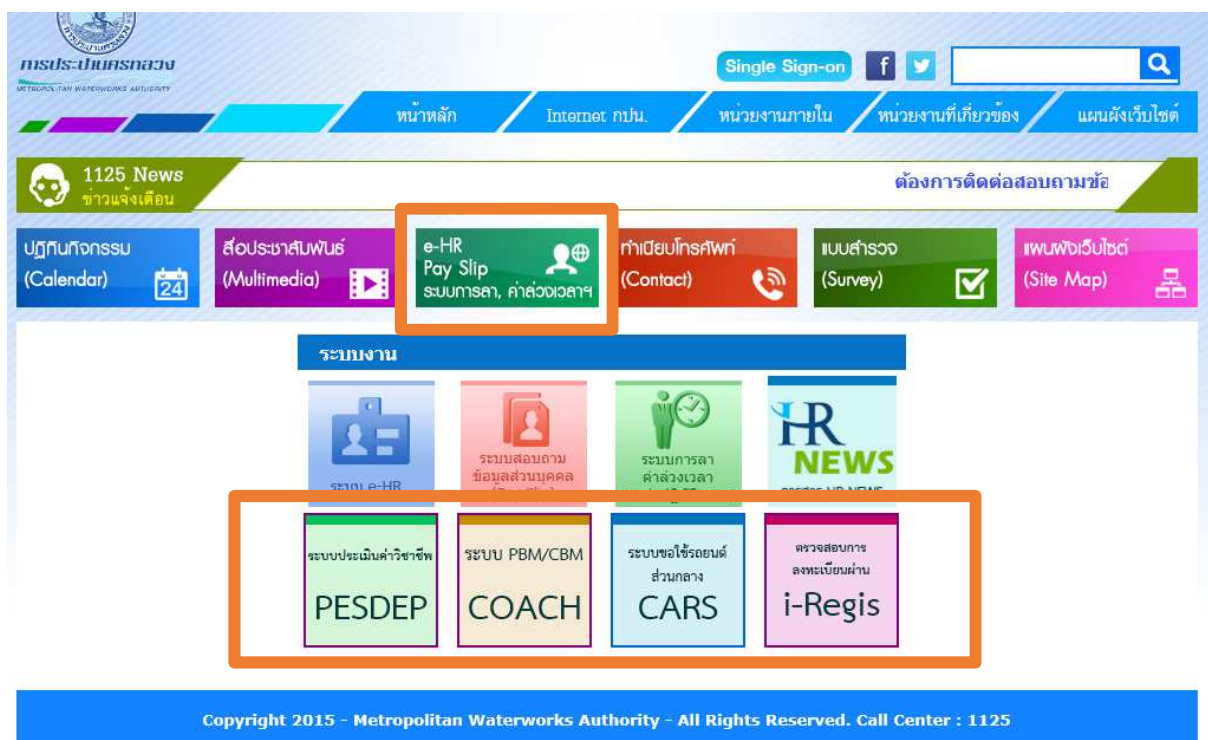 การประปานครหลวง
METROPOLITAN WATERWORKS AUTHORITY
Single Sign-on
หน้าหลัก
Internet กปน.
หน่วยงานภายใน
หน่วยงานที่เกี่ยวข้อง
แผนผังเว็บไซต์
1125 News
ข่าวแจ้งเตือน
ต้องการติดต่อสอบถามข้อ
ปฏิทินกิจกรรม
(Calendar)
24
สื่อประชาสัมพันธ์
(Multimedia)
e-HR
Pay Slip
ระบบการลา, ค่าล่วงเวลาฯ
ทำเนียบโทรศัพท์
(Contact)
แบบสำรวจ
(Survey)
แผนผังเว็บไซต์
(Site Map)
ระบบงาน
ระบบ e-HR
ระบบสอบถาม
ข้อมูลส่วนบุคคล
ระบบการลา
ค่าล่วงเวลา
HR
NEWS
ระบบประเมินค่าวิชาชีพ
PESDEP
ระบบ PBM/CBM
COACH
ระบบขอใช้รถยนต์
ส่วนกลาง
CARS
ตรวจสอบการ
ลงทะเบียนผ่าน
i-Regis
Copyright 2015 - Metropolitan Waterworks Authority - All Rights Reserved. Call Center : 1125